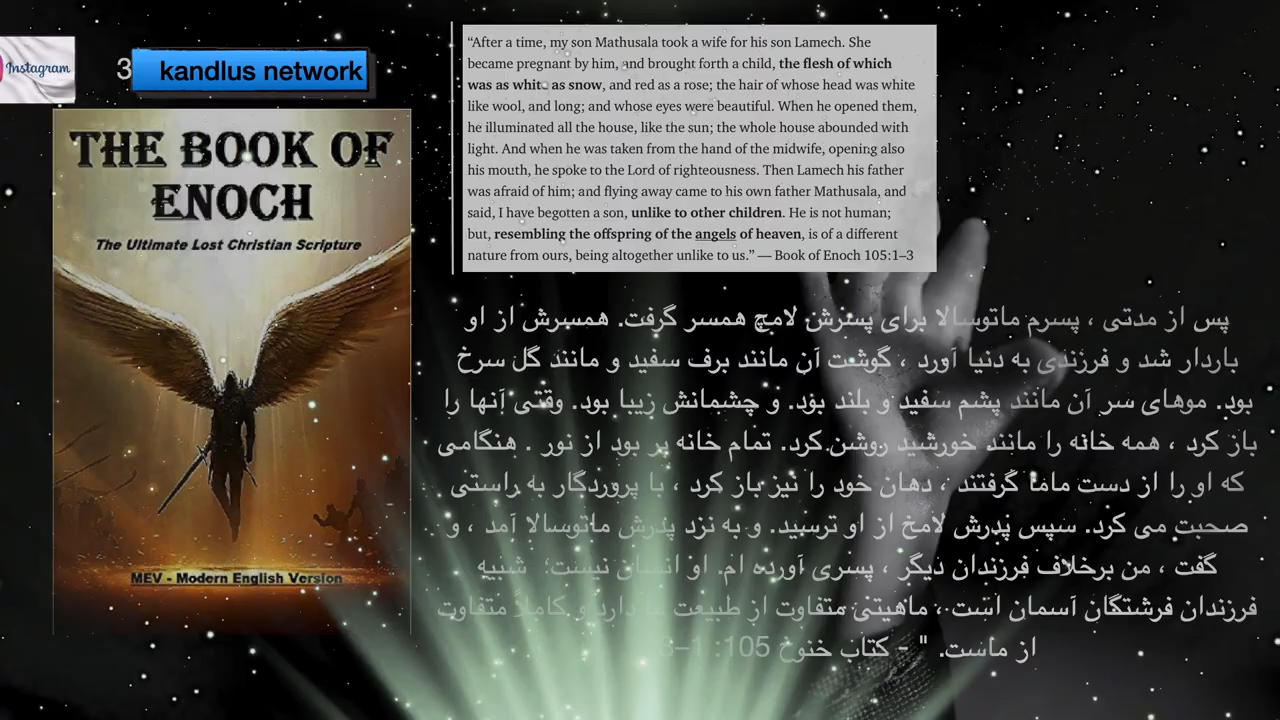 Instagram
3
kandlus network
THE BOOK OF
ENOCH
The Ultimate Lost Christian Scripture
MEV - Modern English Version
“After a time, my son Mathusala took a wife for his son Lamech. She
became pregnant by him, and brought forth a child, the flesh of which
was as white as snow, and red as a rose; the hair of whose head was white
like wool, and long; and whose eyes were beautiful. When he opened them,
he illuminated all the house, like the sun; the whole house abounded with
light. And when he was taken from the hand of the midwife, opening also
his mouth, he spoke to the Lord of righteousness. Then Lamech his father
was afraid of him; and flying away came to his own father Mathusala, and
said, I have begotten a son, unlike to other children. He is not human;
but, resembling the offspring of the angels of heaven, is of a different
nature from ours, being altogether unlike to us.” — Book of Enoch 105:1–3
پس از مدتی ، پسرم ماتوسالا برای پسرش لامچ همسر گرفت. همسرش از او
باردار شد و فرزندی به دنیا آورد ، گوشت آن مانند برف سفید و مانند گل سرخ
بود. موهای سر آن مانند پشم سفید و بلند بود. و چشمانش زیبا بود. وقتی آنها را
باز کرد ، همه خانه را مانند خورشید روشن کرد. تمام خانه پر بود از نور . هنگامی
که او را از دست ماما گرفتند ، دهان خود را نیز باز کرد ، با پروردگار به راستی
صحبت می کرد. سپس پدرش لامخ از او ترسید. و به نزد پدرش ماتوسالا آمد ، و
گفت ، من برخلاف فرزندان دیگر ، پسری آورده ام. او انسان نیست؛ شبیه
فرزندان فرشتگان آسمان است ، ماهیتی متفاوت از طبیعت ما دارد و کاملاً متفاوت
از ماست. " - کتاب خنوخ 105: 1–3